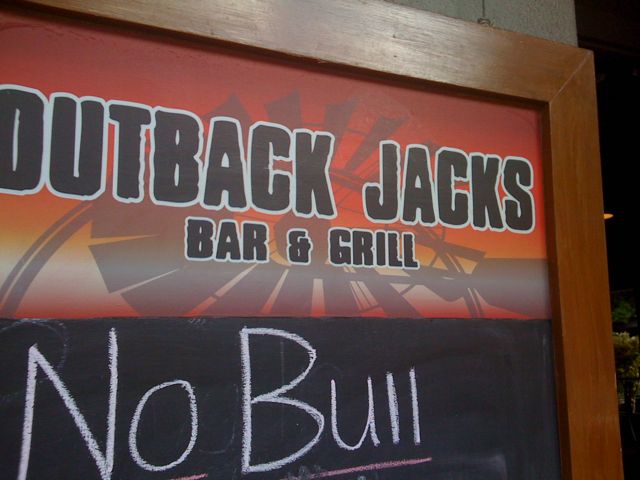 OUTBACK JACKS
BAR & GRILL
No Bull